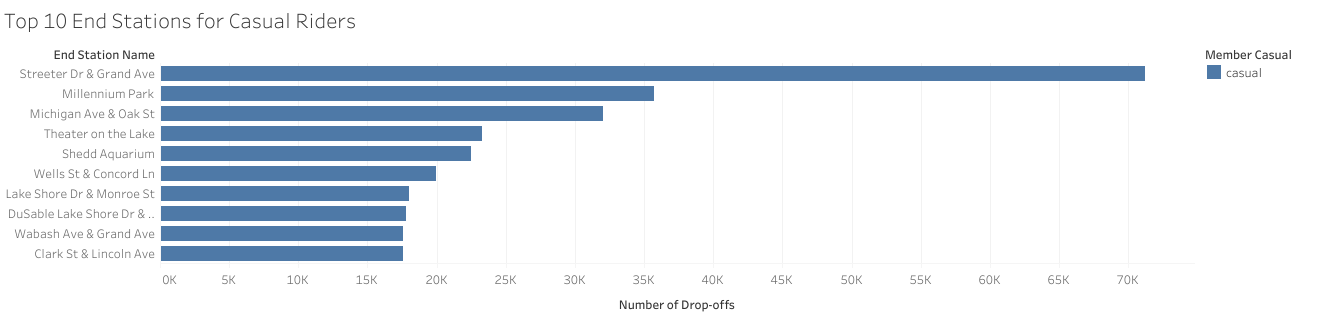 Top 10 End Stations for Casual Riders
End Station Name
Member Casual
Streeter Dr & Grand Ave
casual
Millennium Park
Michigan Ave & Oak St
Theater on the Lake
Shedd Aquarium
Wells St & Concord Ln
Lake Shore Dr & Monroe St
DuSable Lake Shore Dr & ..
Wabash Ave & Grand Ave
Clark St & Lincoln Ave
0K 5K 10K 15K 20K 25K 30K 35K 40K 45K 50K 55K 60K 65K 70K
Number of Drop-offs